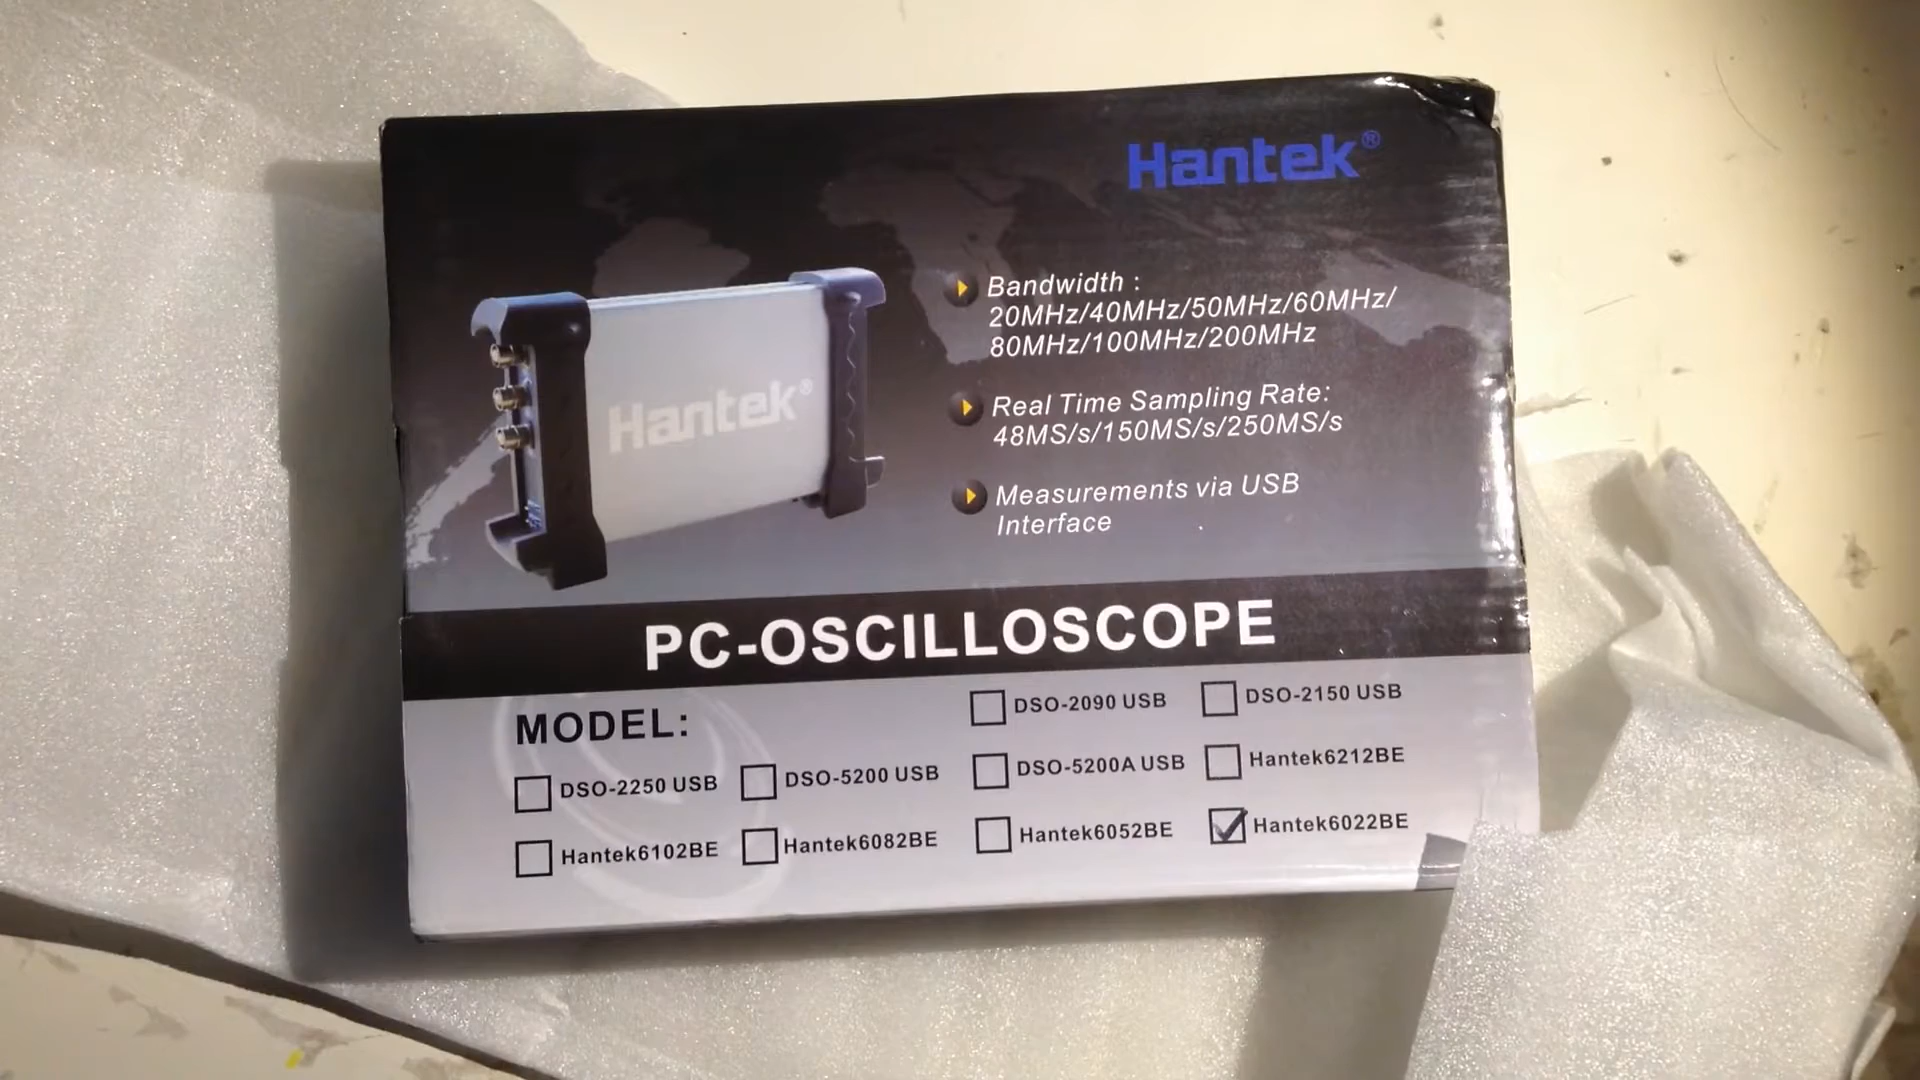 Hantek®
Bandwidth :
20MHz/40MHz/50MHz/60MHz/
80MHz/100MHz/200MHz
Hantek®
Real Time Sampling Rate:
48MS/s/150MS/s/250MS/s
Measurements via USB
Interface
PC-OSCILLOSCOPE
MODEL:
DSO-2090 USB DSO-2150 USB
DSO-2250 USB DSO-5200 USB DSO-5200A USB Hantek6212BE
Hantek6102BE Hantek6082BE Hantek6052BE Hantek6022BE